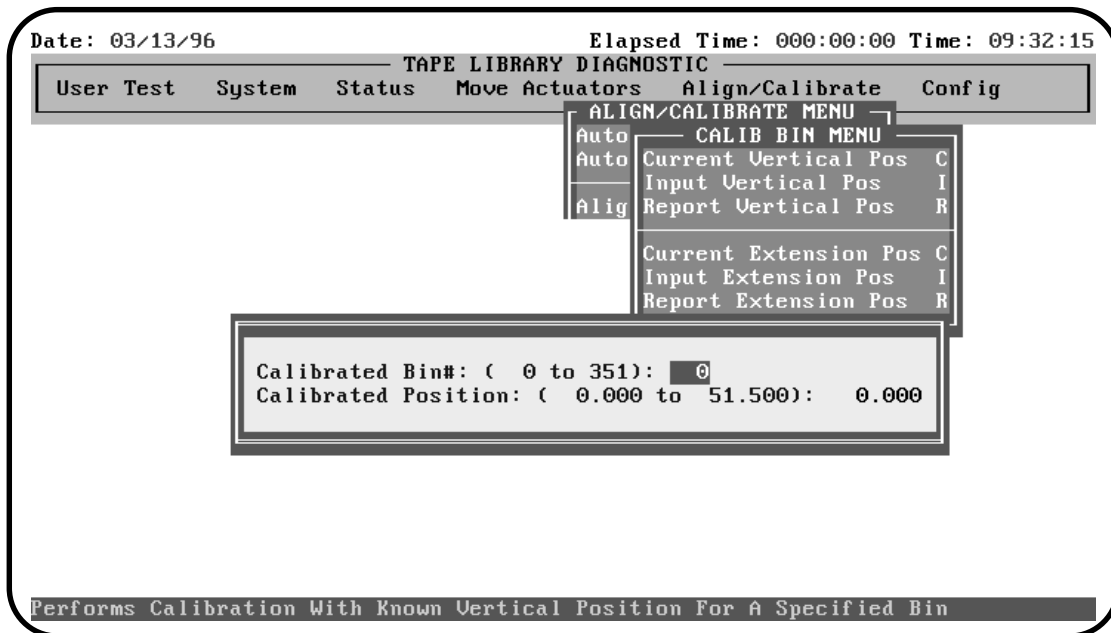 Date: 03/13/96 Elapsed Time: 000:00:00 Time: 09:32:15
TAPE LIBRARY DIAGNOSTIC
User Test System Status Move Actuators Align/Calibrate Config
ALIGN/CALIBRATE MENU
Auto
Auto
Alig
CALIB BIN MENU
Current Vertical Pos C
Input Vertical Pos I
Report Vertical Pos R
Current Extension Pos C
Input Extension Pos I
Report Extension Pos R
Calibrated Bin#: ( 0 to 351): 0
Calibrated Position: ( 0.000 to 51.500): 0.000
Performs Calibration With Known Vertical Position For A Specified Bin